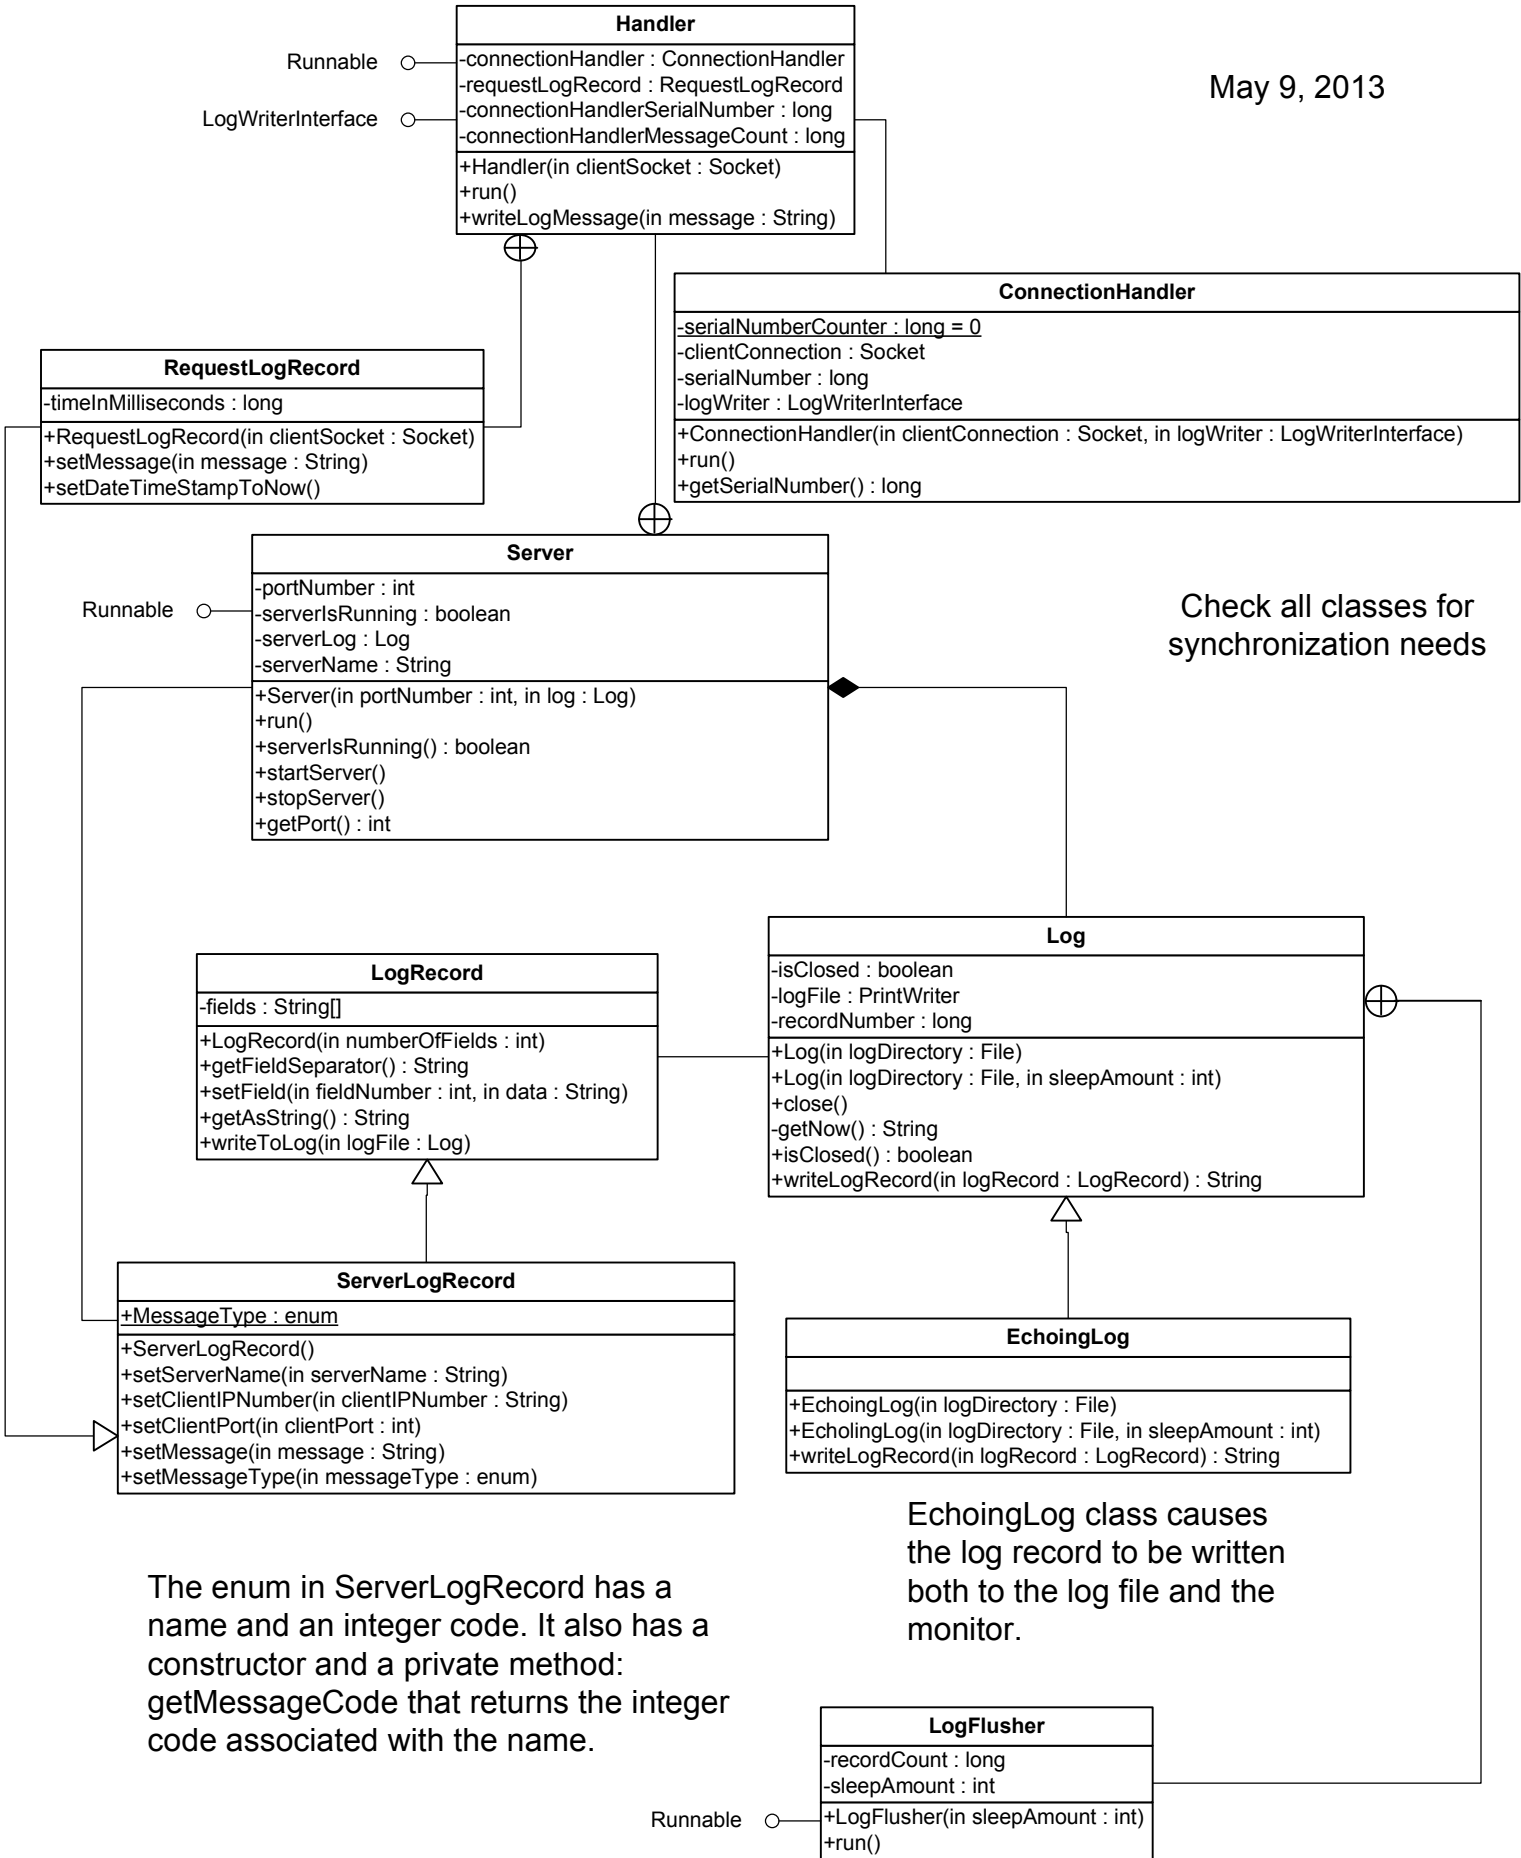 Handler
Runnable
-connectionHandler : ConnectionHandler
-requestLogRecord : RequestLogRecord
LogWriterInterface
-connectionHandlerSerialNumber : long
-connectionHandlerMessageCount : long
+Handler(in clientSocket : Socket)
+run()
+writeLogMessage(in message : String)
May 9, 2013
ConnectionHandler
-serialNumberCounter : long = 0
-clientConnection : Socket
-serialNumber : long
-logWriter : LogWriterInterface
+ConnectionHandler(in clientConnection : Socket, in logWriter : LogWriterInterface)
+run()
+getSerialNumber() : long
RequestLogRecord
-timeInMilliseconds : long
+RequestLogRecord(in clientSocket : Socket)
+setMessage(in message : String)
+setDateTimeStampToNow()
Server
Runnable
-portNumber : int
-serverIsRunning : boolean
-serverLog : Log
-serverName : String
+Server(in portNumber : int, in log : Log)
+run()
+serverIsRunning() : boolean
+startServer()
+stopServer()
+getPort() : int
Check all classes for
synchronization needs
LogRecord
-fields : String[]
+LogRecord(in numberOfFields : int)
+getFieldSeparator() : String
+setField(in fieldNumber : int, in data : String)
+getAsString() : String
+writeToLog(in logFile : Log)
Log
-isClosed : boolean
-logFile : PrintWriter
-recordNumber : long
+Log(in logDirectory : File)
+Log(in logDirectory : File, in sleepAmount : int)
+close()
-getNow() : String
+isClosed() : boolean
+writeLogRecord(in logRecord : LogRecord) : String
ServerLogRecord
+MessageType : enum
+ServerLogRecord()
+setServerName(in serverName : String)
+setClientIPNumber(in clientIPNumber : String)
+setClientPort(in clientPort : int)
+setMessage(in message : String)
+setMessageType(in messageType : enum)
EchoingLog
+EchoingLog(in logDirectory : File)
+EcholingLog(in logDirectory : File, in sleepAmount : int)
+writeLogRecord(in logRecord : LogRecord) : String
EchoingLog class causes
the log record to be written
both to the log file and the
monitor.
The enum in ServerLogRecord has a
name and an integer code. It also has a
constructor and a private method:
getMessageCode that returns the integer
code associated with the name.
LogFlusher
-recordCount : long
-sleepAmount : int
Runnable
+LogFlusher(in sleepAmount : int)
+run()